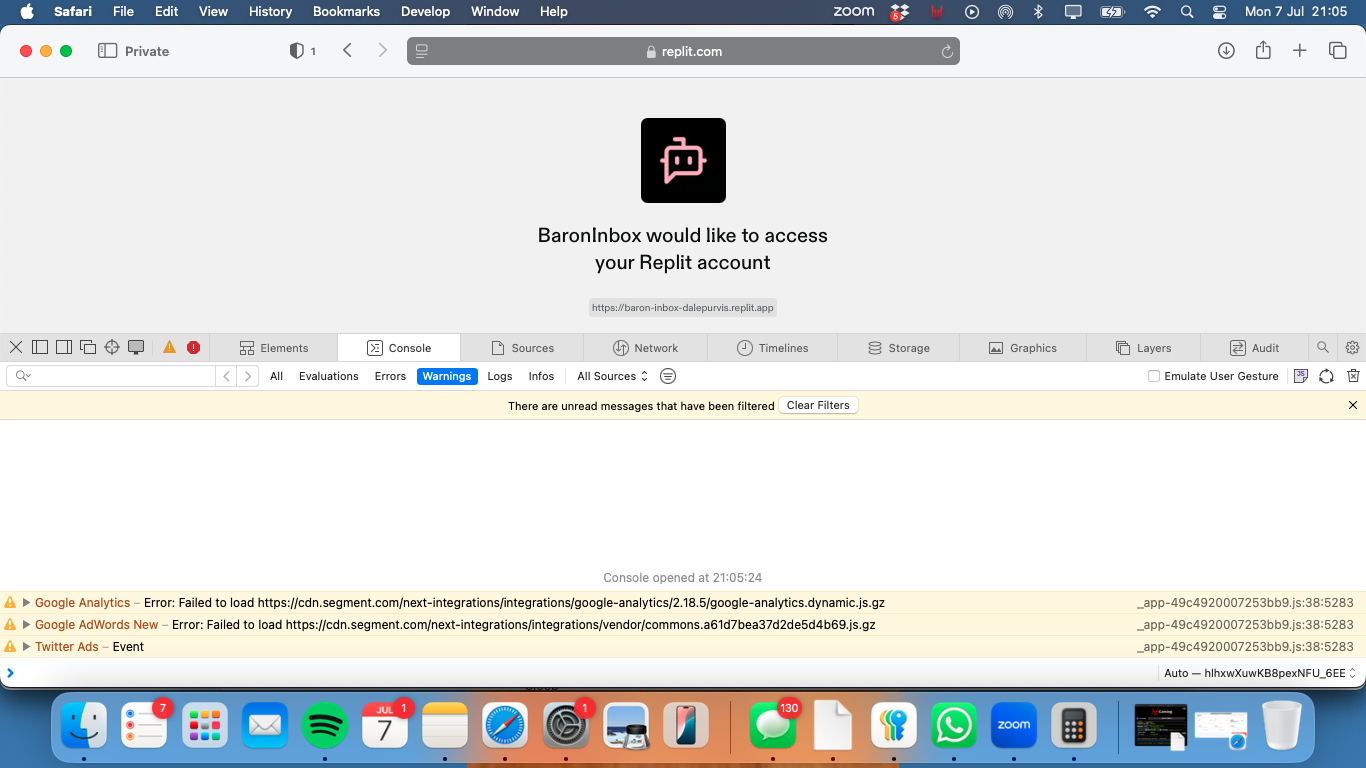 Safari File Edit View History Bookmarks Develop Window Help zoom 5 Mon 7 Jul 21:05
Private 1 replit.com
BaronInbox would like to access
your Replit account
https://baron-inbox-dalepurvis.replit.app
Elements Console Sources Network Timelines Storage Graphics Layers Audit
All Evaluations Errors Warnings Logs Infos All Sources Emulate User Gesture JS
There are unread messages that have been filtered Clear Filters
Console opened at 21:05:24
Google Analytics – Error: Failed to load https://cdn.segment.com/next-integrations/integrations/google-analytics/2.18.5/google-analytics.dynamic.js.gz _app-49c4920007253bb9.js:38:5283
Google AdWords New – Error: Failed to load https://cdn.segment.com/next-integrations/integrations/vendor/commons.a61d7bea37d2de5d4b69.js.gz _app-49c4920007253bb9.js:38:5283
Twitter Ads – Event _app-49c4920007253bb9.js:38:5283
Auto — hlhxwXuwKB8pexNFU_6EE
7 JUL 7 1 1 130 zoom